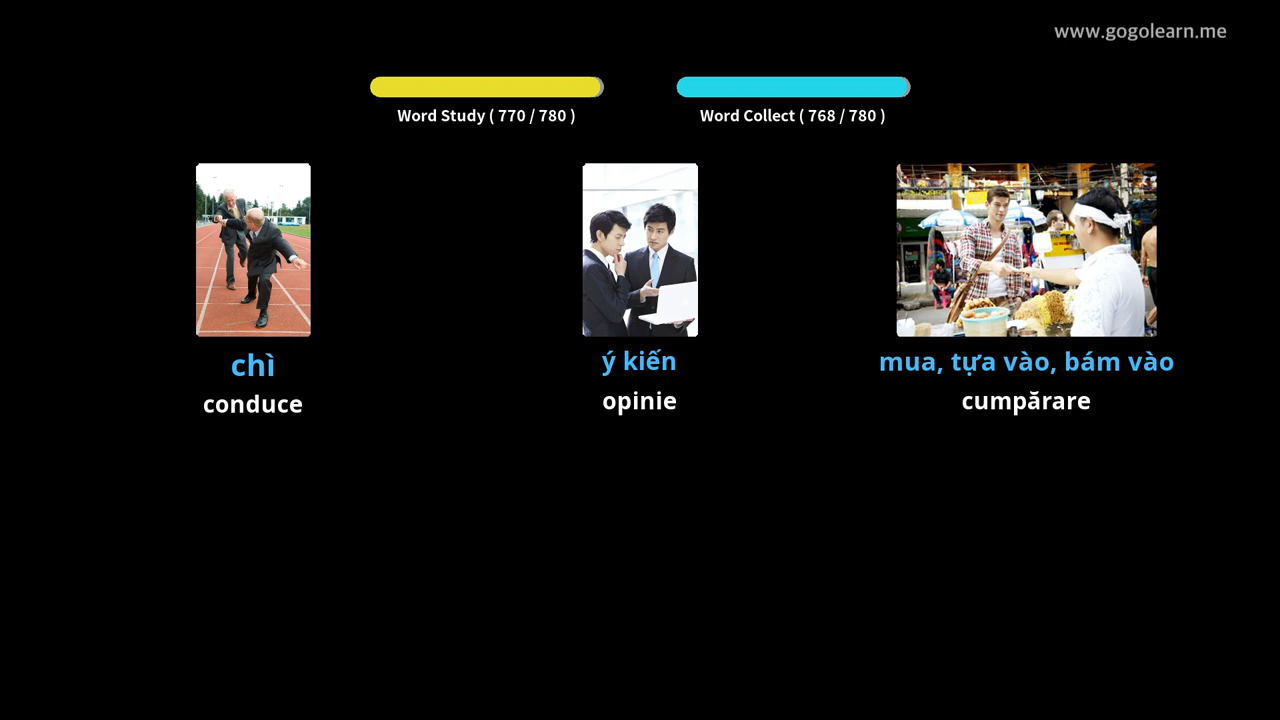 www.gogolearn.me
Word Study ( 770 / 780 )
Word Collect ( 768 / 780 )
chì
conduce
ý kiến
opinie
mua, tựa vào, bám vào
cumpărare